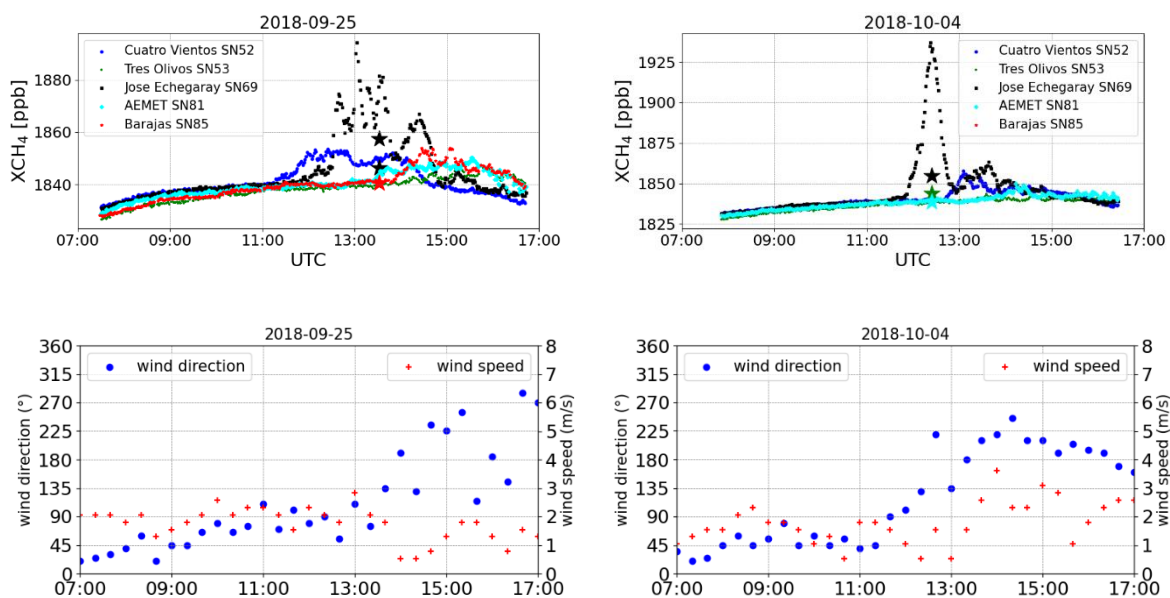 2018-09-25
XCH4 [ppb]
1880
1860
1840
Cuatro Vientos SN52
Tres Olivos SN53
Jose Echegaray SN69
AEMET SN81
Barajas SN85
07:00 09:00 11:00 13:00 15:00 17:00
UTC
2018-10-04
XCH4 [ppb]
1925
1900
1875
1850
1825
Cuatro Vientos SN52
Tres Olivos SN53
Jose Echegaray SN69
AEMET SN81
Barajas SN85
07:00 09:00 11:00 13:00 15:00 17:00
UTC
2018-09-25
wind direction (°)
360
315
270
225
180
135
90
45
0
wind direction
wind speed
8
7
6
5
4
3
2
1
0
wind speed (m/s)
07:00 09:00 11:00 13:00 15:00 17:00
2018-10-04
wind direction (°)
360
315
270
225
180
135
90
45
0
wind direction
wind speed
8
7
6
5
4
3
2
1
0
wind speed (m/s)
07:00 09:00 11:00 13:00 15:00 17:00